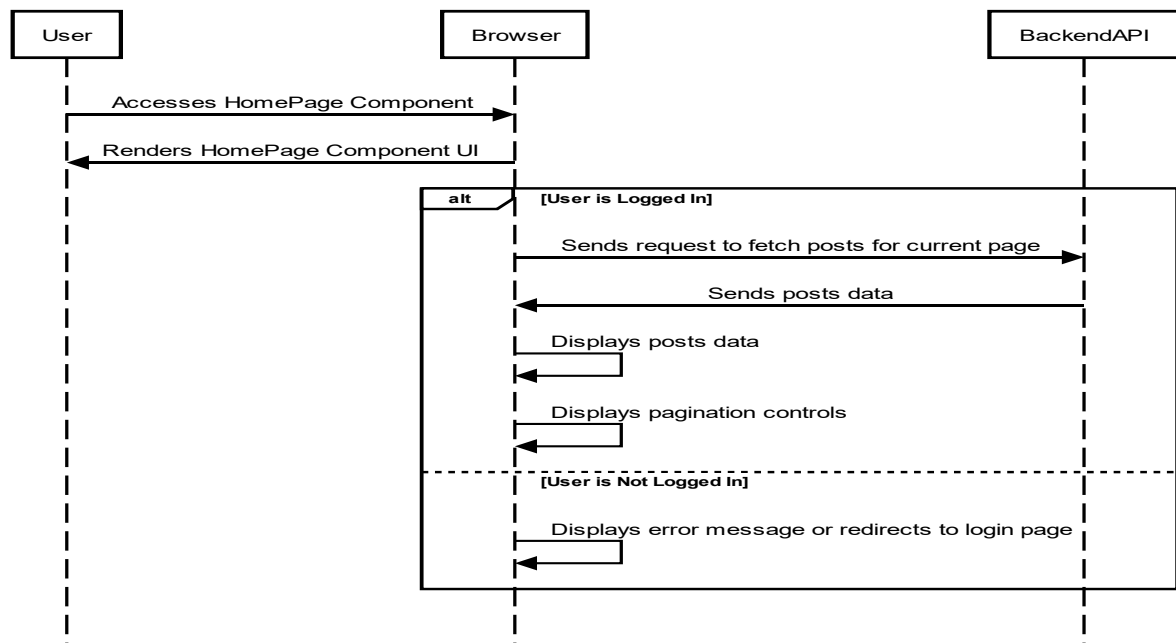 User
Browser
BackendAPI
Accesses HomePage Component
Renders HomePage Component UI
alt
[User is Logged In]
Sends request to fetch posts for current page
Sends posts data
Displays posts data
Displays pagination controls
[User is Not Logged In]
Displays error message or redirects to login page